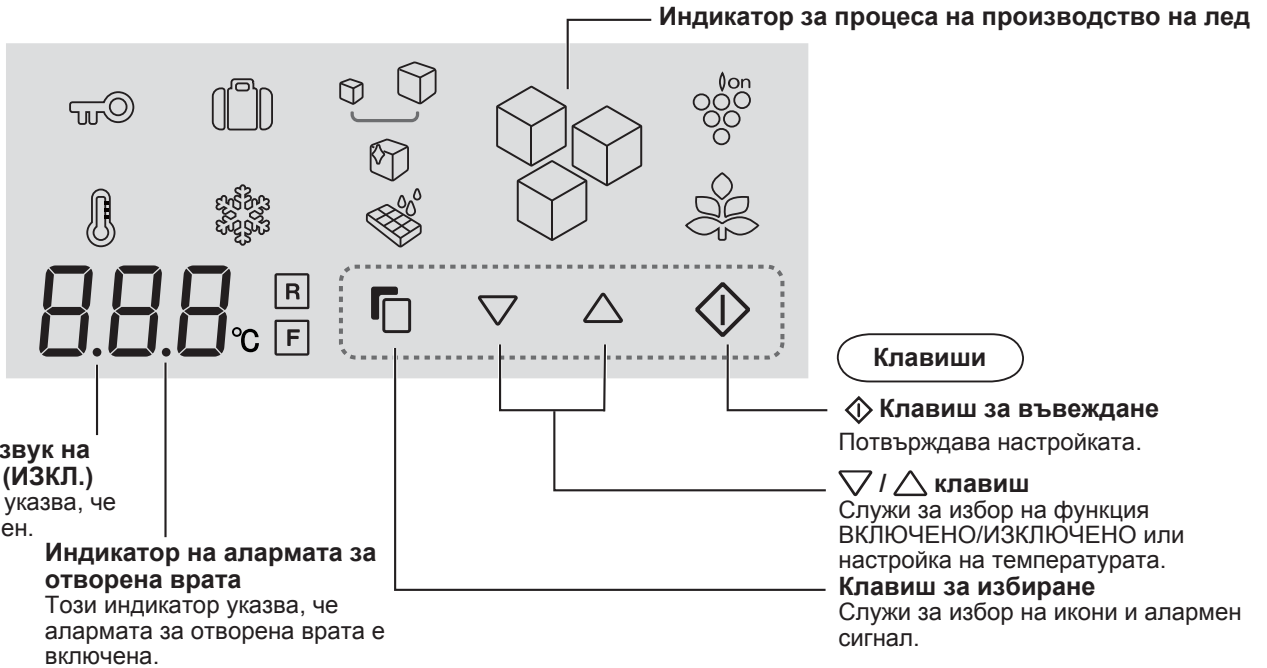 Индикатор за процеса на производство на лед
on
8.8.8 °C
R
F
Клавиши
Клавиш за въвеждане
Потвърждава настройката.
/ клавиш
Служи за избор на функция
ВКЛЮЧЕНО/ИЗКЛЮЧЕНО или
настройка на температурата.
Клавиш за избиране
Служи за избор на икони и алармен
сигнал.
звук на
(ИЗКЛ.)
указва, че
ен.
Индикатор на алармата за
отворена врата
Този индикатор указва, че
алармата за отворена врата е
включена.